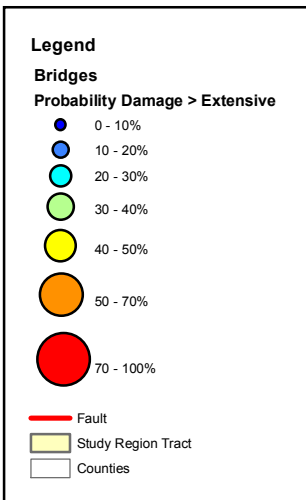 Legend
Bridges
Probability Damage > Extensive
0 - 10%
10 - 20%
20 - 30%
30 - 40%
40 - 50%
50 - 70%
70 - 100%
Fault
Study Region Tract
Counties